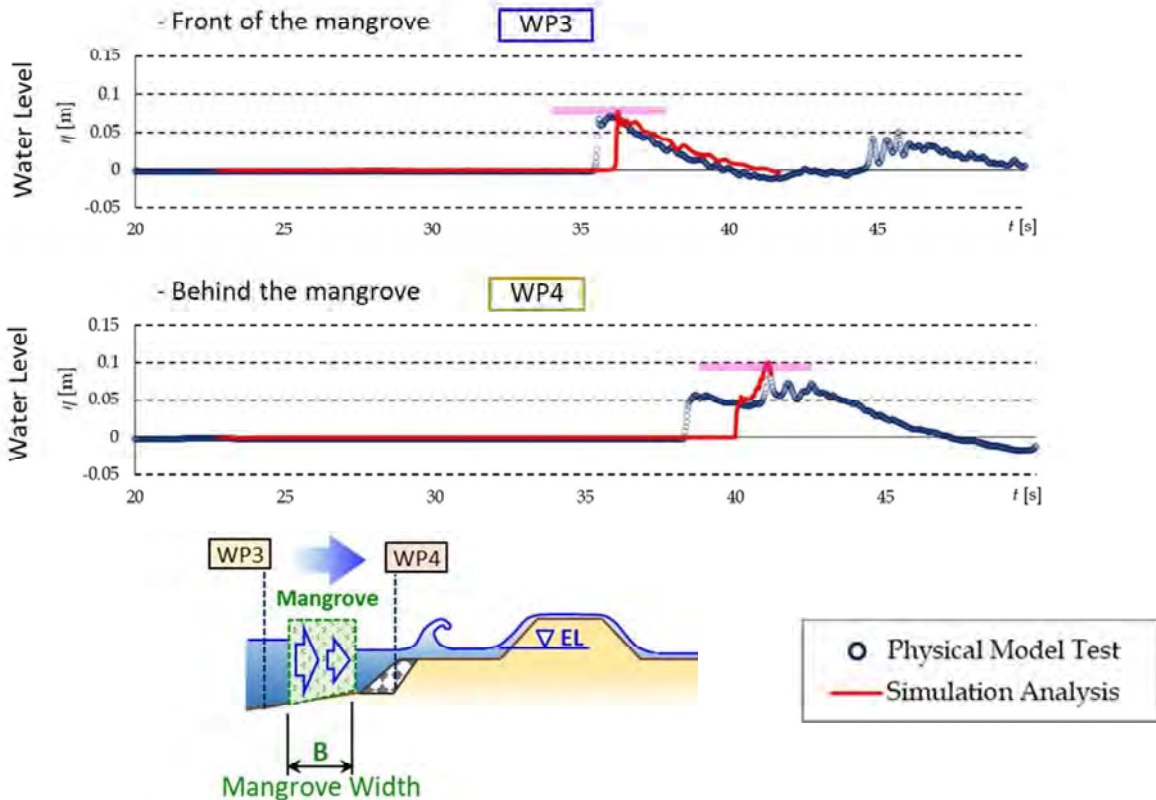 - Front of the mangrove
WP3
Water Level
η [m]
0.15
0.1
0.05
0
-0.05
20 25 30 35 40 45 t [s]
- Behind the mangrove
WP4
Water Level
η [m]
0.15
0.1
0.05
0
-0.05
20 25 30 35 40 45 t [s]
WP3
WP4
Mangrove
EL
B
Mangrove Width
Physical Model Test
Simulation Analysis